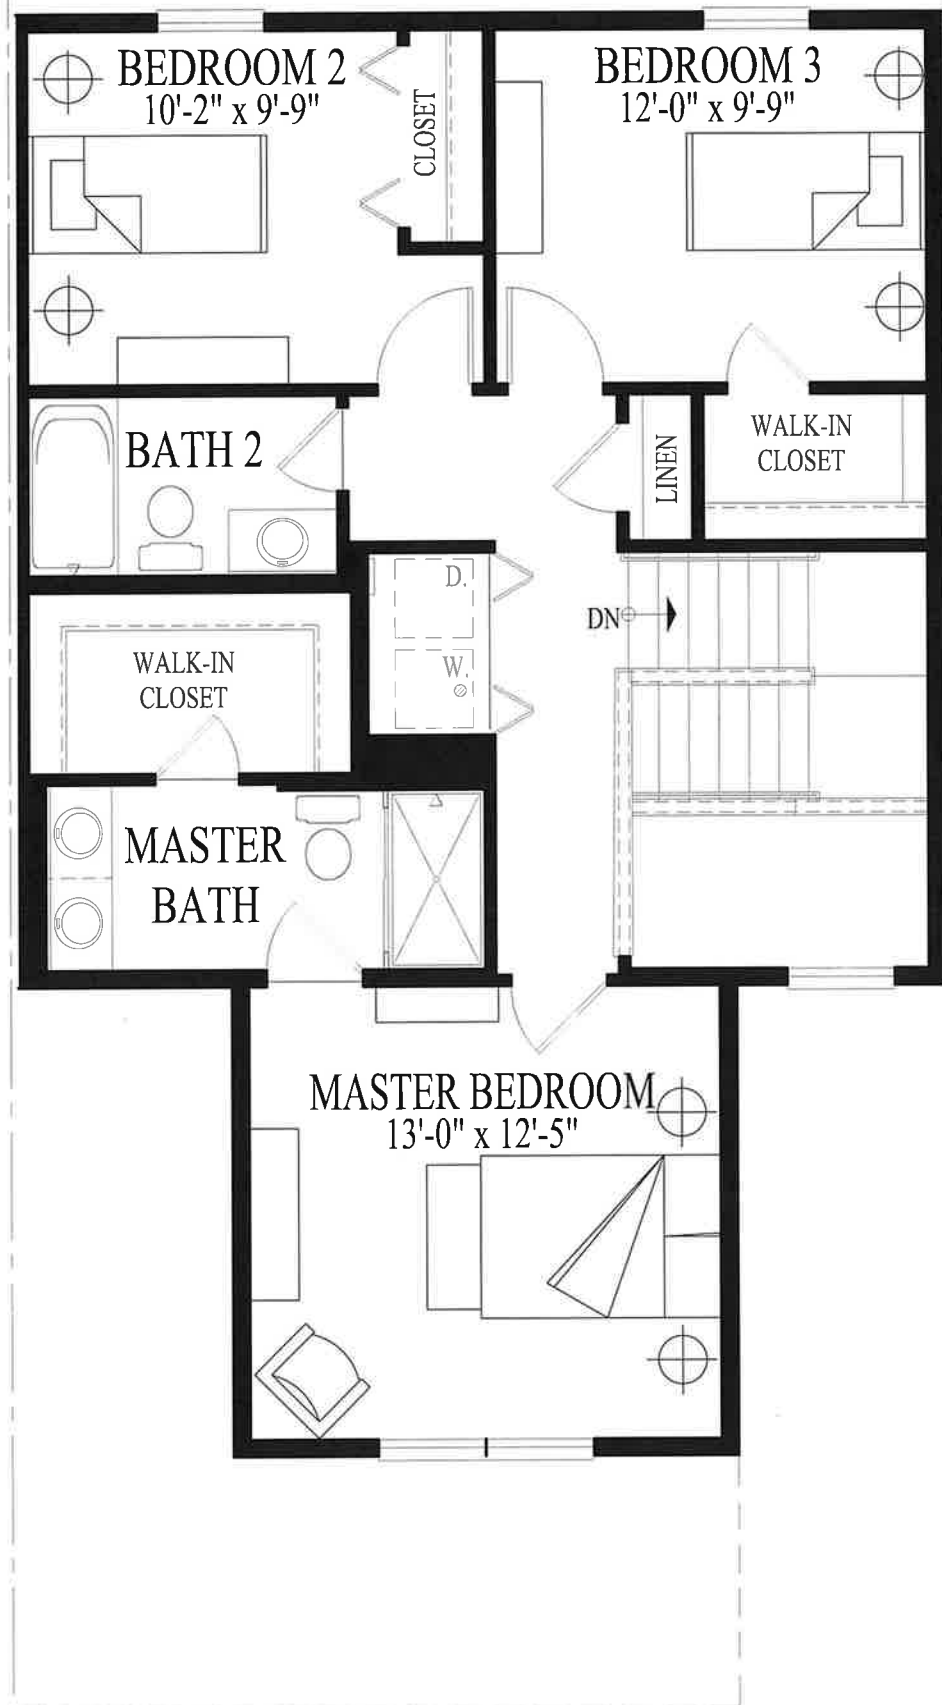 BEDROOM 2
10'-2" x 9'-9"
CLOSET
BEDROOM 3
12'-0" x 9'-9"
BATH 2
LINEN
WALK-IN
CLOSET
D.
W.
DN
WALK-IN
CLOSET
MASTER
BATH
MASTER BEDROOM
13'-0" x 12'-5"